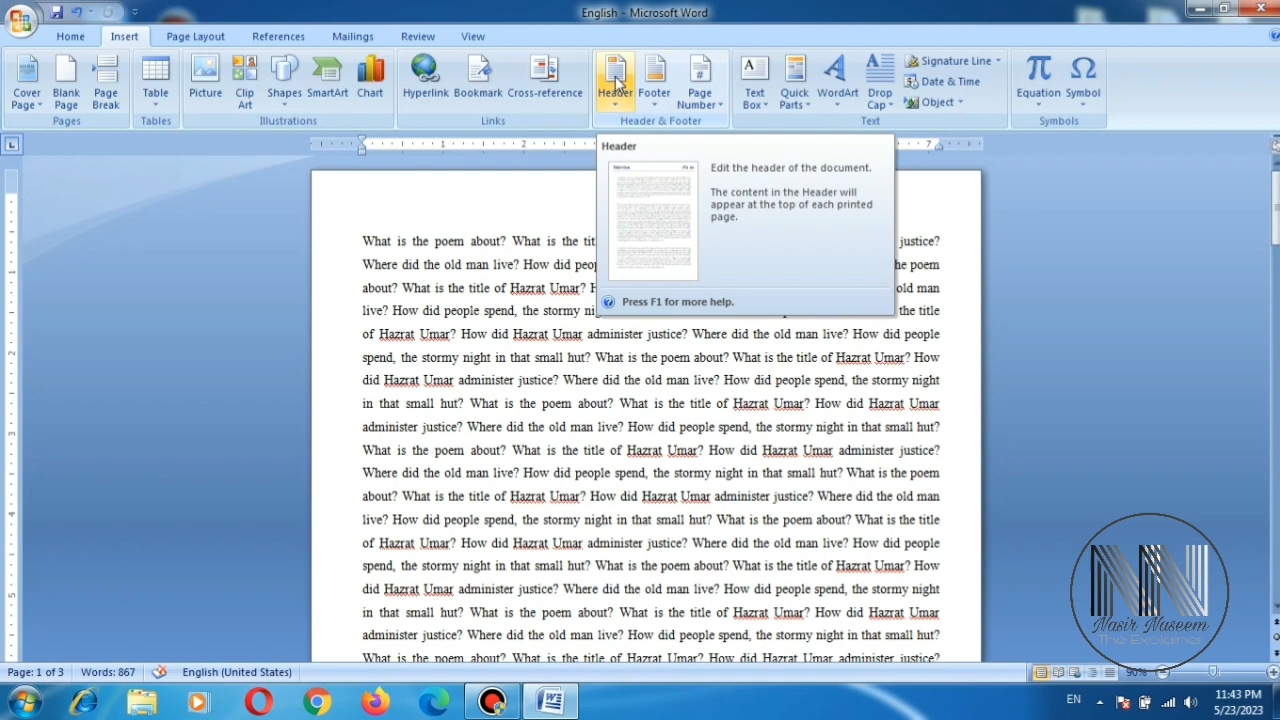 English - Microsoft Word
Home Insert Page Layout References Mailings Review View
Cover Page Blank Page Page Break
Table
Picture Clip Art Shapes SmartArt Chart
Hyperlink Bookmark Cross-reference
Header Footer Page Number
Text Box Quick Parts WordArt Drop Cap
Signature Line
Date & Time
Object
Equation Symbol
Pages Tables Illustrations Links Header & Footer Text Symbols
Header
Edit the header of the document.
The content in the Header will
appear at the top of each printed
page.
Press F1 for more help.
What is the poem about? What is the justice?
Where did the old man live? How did poem
about? What is the title of Hazrat Umar? old man
live? How did people spend, the stormy the title
of Hazrat Umar? How did Hazrat Umar administer justice? Where did the old man live? How did people
spend, the stormy night in that small hut? What is the poem about? What is the title of Hazrat Umar? How
did Hazrat Umar administer justice? Where did the old man live? How did people spend, the stormy night
in that small hut? What is the poem about? What is the title of Hazrat Umar? How did Hazrat Umar
administer justice? Where did the old man live? How did people spend, the stormy night in that small hut?
What is the poem about? What is the title of Hazrat Umar? How did Hazrat Umar administer justice?
Where did the old man live? How did people spend, the stormy night in that small hut? What is the poem
about? What is the title of Hazrat Umar? How did Hazrat Umar administer justice? Where did the old man
live? How did people spend, the stormy night in that small hut? What is the poem about? What is the title
of Hazrat Umar? How did Hazrat Umar administer justice? Where did the old man live? How did people
spend, the stormy night in that small hut? What is the poem about? What is the title of Hazrat Umar? How
did Hazrat Umar administer justice? Where did the old man live? How did people spend, the stormy night
in that small hut? What is the poem about? What is the title of Hazrat Umar? How did Hazrat Umar
administer justice? Where did the old man live? How did people spend, the stormy night in that small hut?
What is the poem about? What is the title of Hazrat Umar? How did Hazrat Umar administer justice?
NN
Nasir Naseem
The Explainer
Page: 1 of 3 Words: 867 English (United States) 90%
EN
11:43 PM
5/23/2023